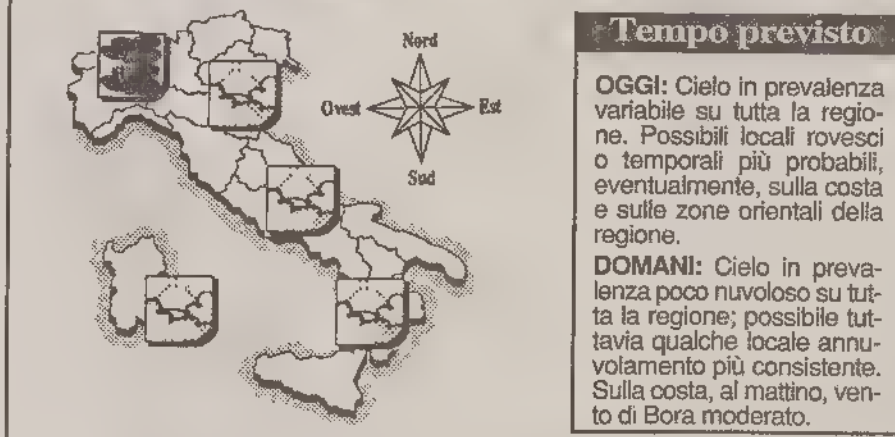 Nord
Ovest
Est
Sud
Tempo previsto
OGGI: Cielo in prevalenza
variabile su tutta la regio-
ne. Possibili locali rovesci
o temporali più probabili,
eventualmente, sulla costa
e sulle zone orientali della
regione.
DOMANI: Cielo in preva-
lenza poco nuvoloso su tut-
ta la regione; possibile tut-
tavia qualche locale annu-
volamento più consistente.
Sulla costa, al mattino, ven-
to di Bora moderato.